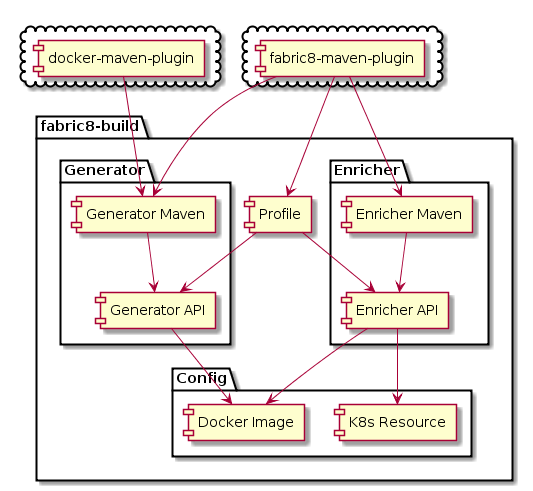 docker-maven-plugin
fabric8-maven-plugin
fabric8-build
Generator
Enricher
Generator Maven
Profile
Enricher Maven
Generator API
Enricher API
Config
Docker Image
K8s Resource